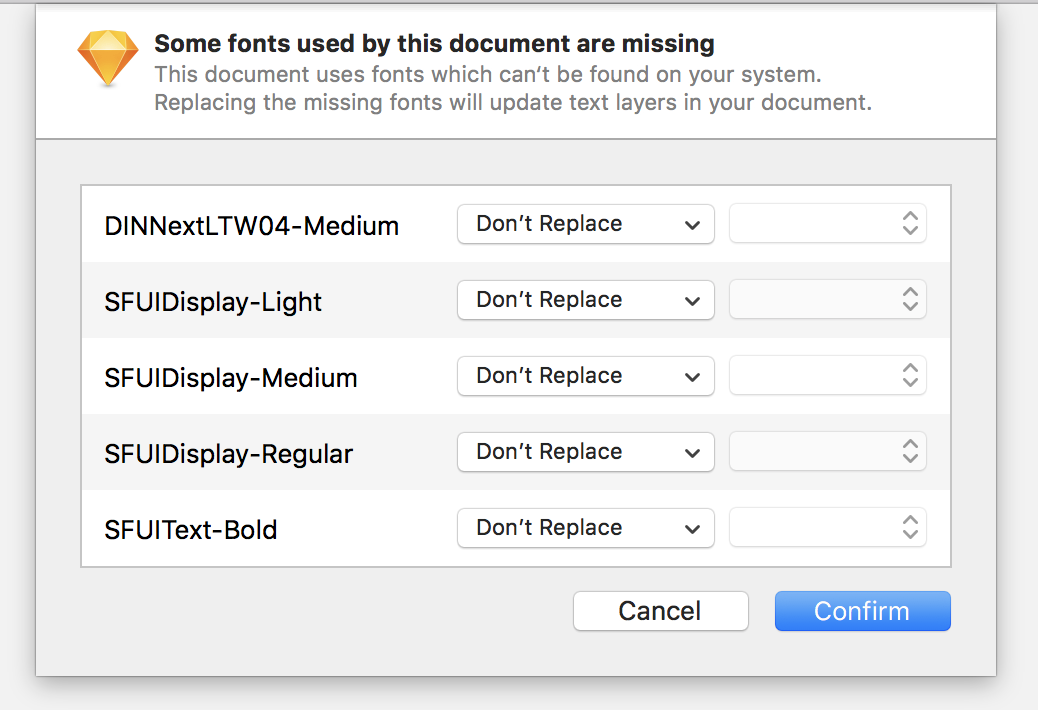 Some fonts used by this document are missing
This document uses fonts which can’t be found on your system.
Replacing the missing fonts will update text layers in your document.
DINNextLTW04-Medium Don’t Replace
SFUIDisplay-Light Don’t Replace
SFUIDisplay-Medium Don’t Replace
SFUIDisplay-Regular Don’t Replace
SFUIText-Bold Don’t Replace
Cancel Confirm